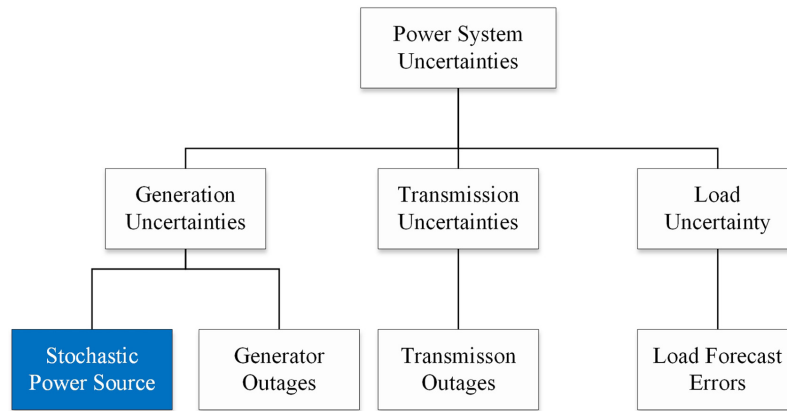 Power System
Uncertainties
Generation
Uncertainties
Transmission
Uncertainties
Load
Uncertainty
Stochastic
Power Source
Generator
Outages
Transmisson
Outages
Load Forecast
Errors